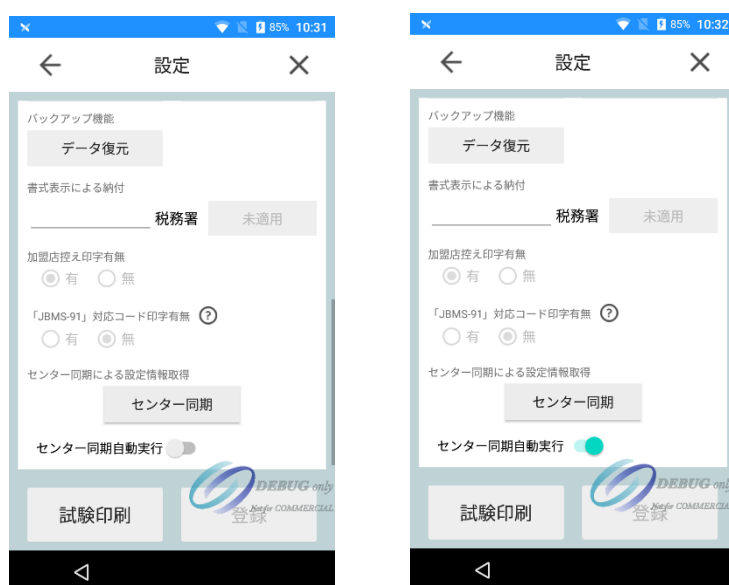 85% 10:31
設定
バックアップ機能
データ復元
書式表示による納付
税務署 未適用
加盟店控え印字有無
有 無
「JBMS-91」対応コード印字有無 ?
有 無
センター同期による設定情報取得
センター同期
センター同期自動実行
DEBUG only
Not for COMMERCIAL
試験印刷 登録
85% 10:32
設定
バックアップ機能
データ復元
書式表示による納付
税務署 未適用
加盟店控え印字有無
有 無
「JBMS-91」対応コード印字有無 ?
有 無
センター同期による設定情報取得
センター同期
センター同期自動実行
DEBUG onl
Not for COMMERCIA
試験印刷 登録